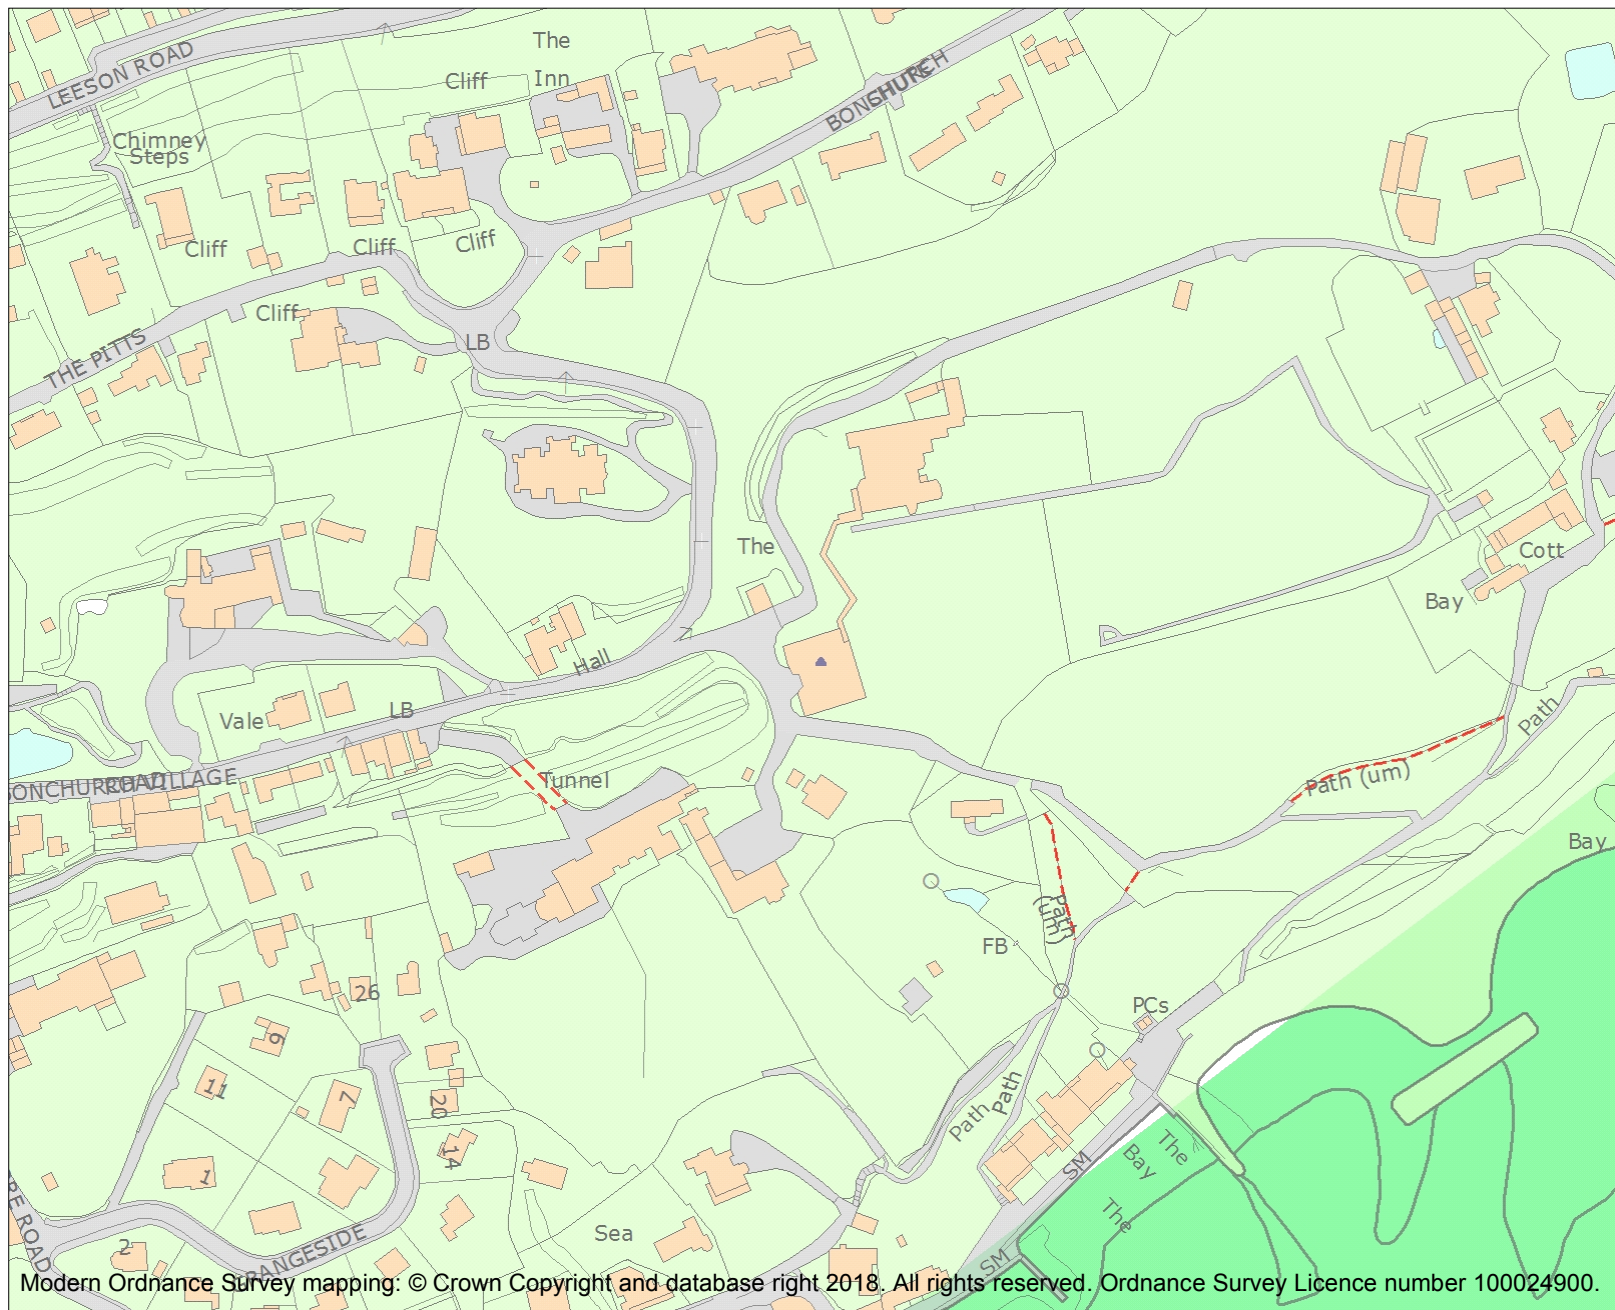 The
Inn
LEESON ROAD
Cliff
BONCHURCH
Chimney
Steps
Cliff
Cliff
Cliff
Cliff
LB
THE PITTS
The
Cott
Bay
Hall
LB
Vale
Path
BONCHURCH VILLAGE
ROAD
Tunnel
Path (um)
Bay
Path
(um)
FB
26
PCs
9
11
7
20
Path
Path
14
The
Bay
SM
1
The
Sea
2
RE ROAD
RANGESIDE
SM
Modern Ordnance Survey mapping: © Crown Copyright and database right 2018. All rights reserved. Ordnance Survey Licence number 100024900.